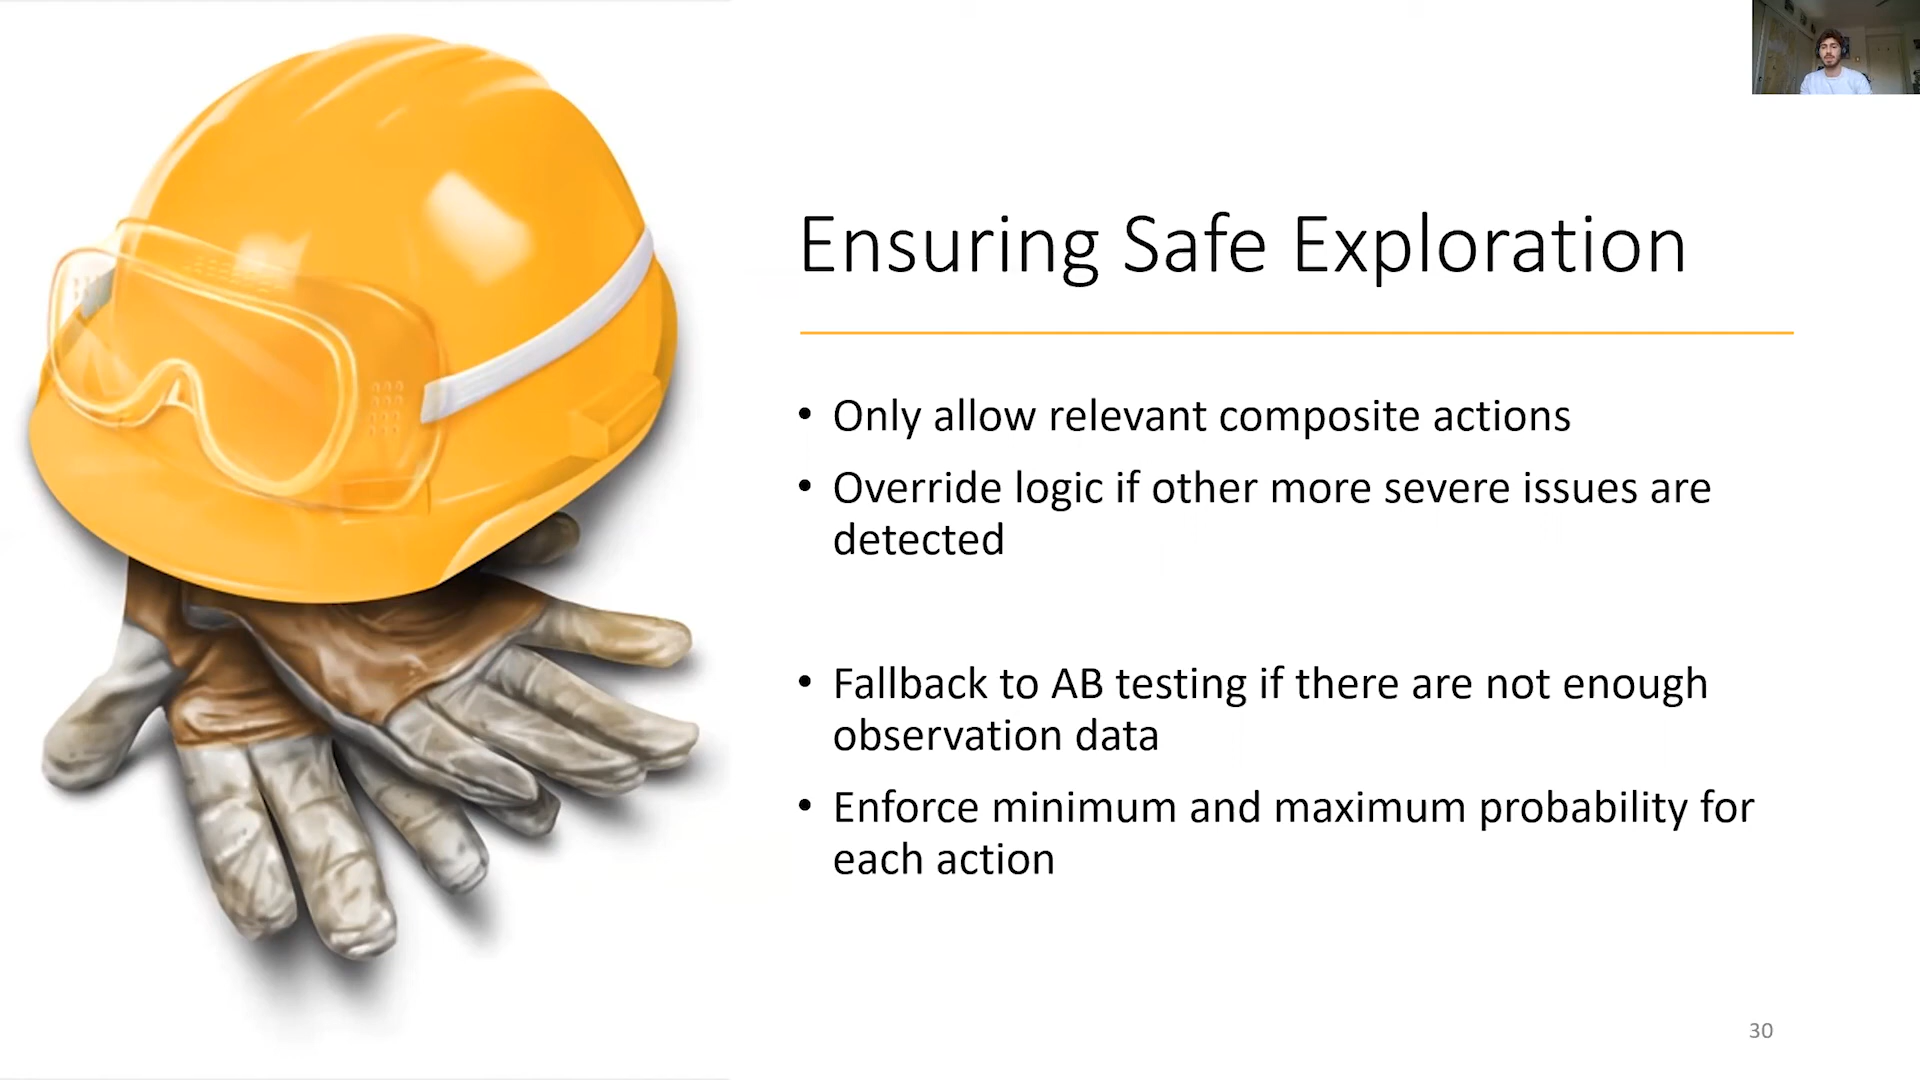 Ensuring Safe Exploration
• Only allow relevant composite actions
• Override logic if other more severe issues are
detected
• Fallback to AB testing if there are not enough
observation data
• Enforce minimum and maximum probability for
each action
30